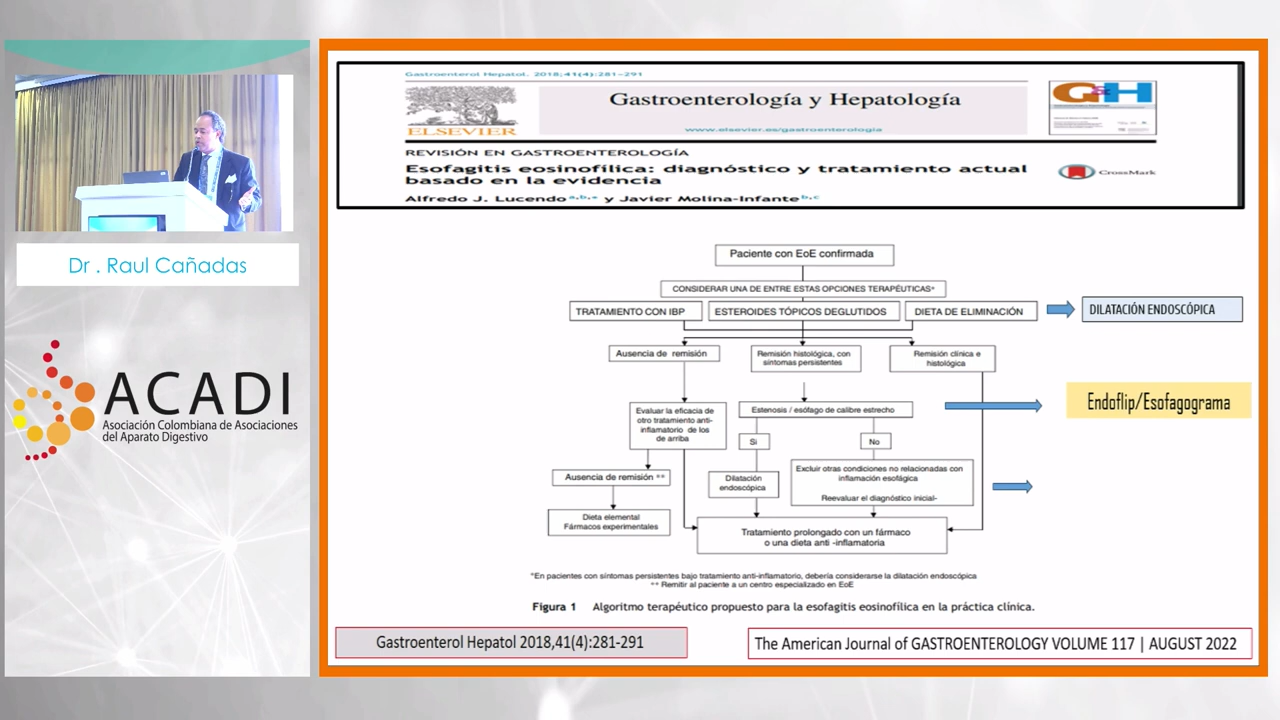 Dr . Raul Cañadas
ACADI
Asociación Colombiana de Asociaciones
del Aparato Digestivo
Gastroenterol Hepatol. 2018;41(4):281-291
ELSEVIER
Gastroenterología y Hepatología
www.elsevier.es/gastroenterologia
G&H
REVISIÓN EN GASTROENTEROLOGÍA
Esofagitis eosinofílica: diagnóstico y tratamiento actual
basado en la evidencia
CrossMark
Alfredo J. Lucendo a,b,* y Javier Molina-Infante b,c
Paciente con EoE confirmada
CONSIDERAR UNA DE ENTRE ESTAS OPCIONES TERAPÉUTICAS*
TRATAMIENTO CON IBP
ESTEROIDES TÓPICOS DEGLUTIDOS
DIETA DE ELIMINACIÓN
DILATACIÓN ENDOSCÓPICA
Ausencia de remisión
Remisión histológica, con
síntomas persistentes
Remisión clínica e
histológica
Evaluar la eficacia de
otro tratamiento anti-
inflamatorio de los
de arriba
Estenosis / esófago de calibre estrecho
Endoflip/Esofagograma
Si
No
Ausencia de remisión **
Dilatación
endoscópica
Excluir otras condiciones no relacionadas con
inflamación esofágica
Reevaluar el diagnóstico inicial-
Dieta elemental
Fármacos experimentales
Tratamiento prolongado con un fármaco
o una dieta anti -inflamatoria
*En pacientes con síntomas persistentes bajo tratamiento anti-inflamatorio, debería considerarse la dilatación endoscópica
** Remitir al paciente a un centro especializado en EoE
Figura 1 Algoritmo terapéutico propuesto para la esofagitis eosinofílica en la práctica clínica.
Gastroenterol Hepatol 2018,41(4):281-291
The American Journal of GASTROENTEROLOGY VOLUME 117 | AUGUST 2022